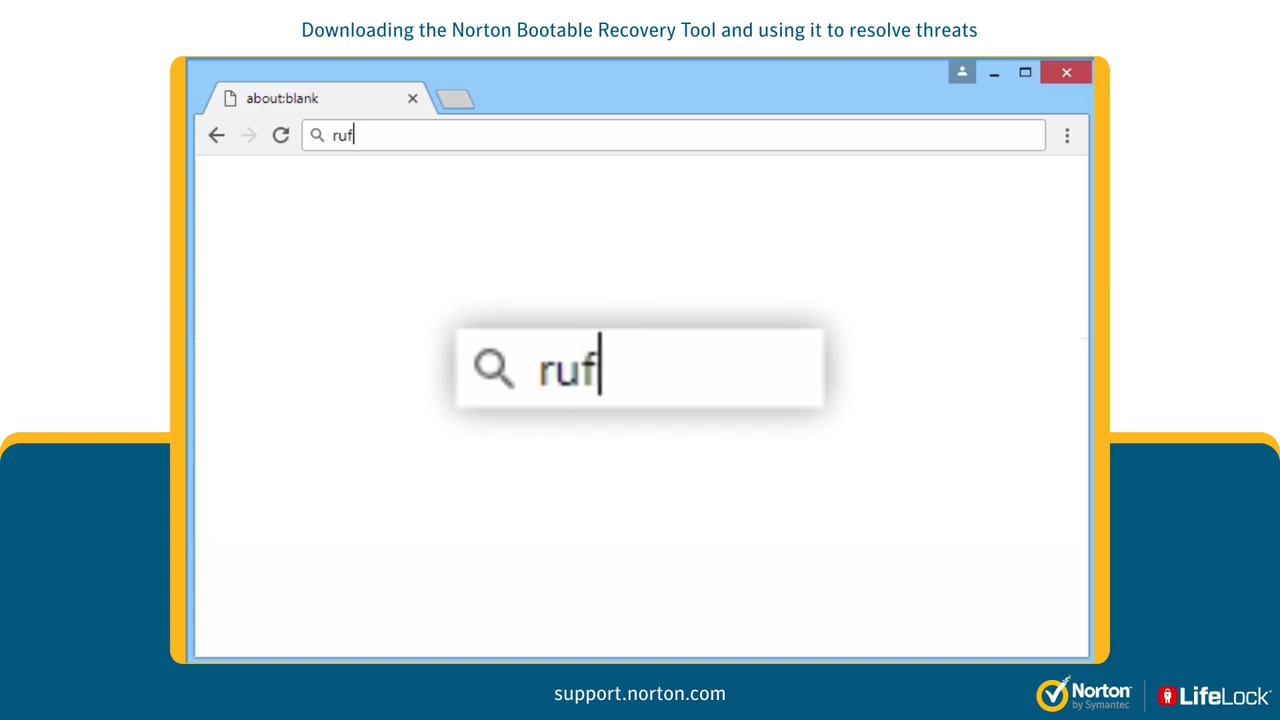 Downloading the Norton Bootable Recovery Tool and using it to resolve threats
about:blank
ruf
ruf
support.norton.com
Norton
by Symantec
LifeLock